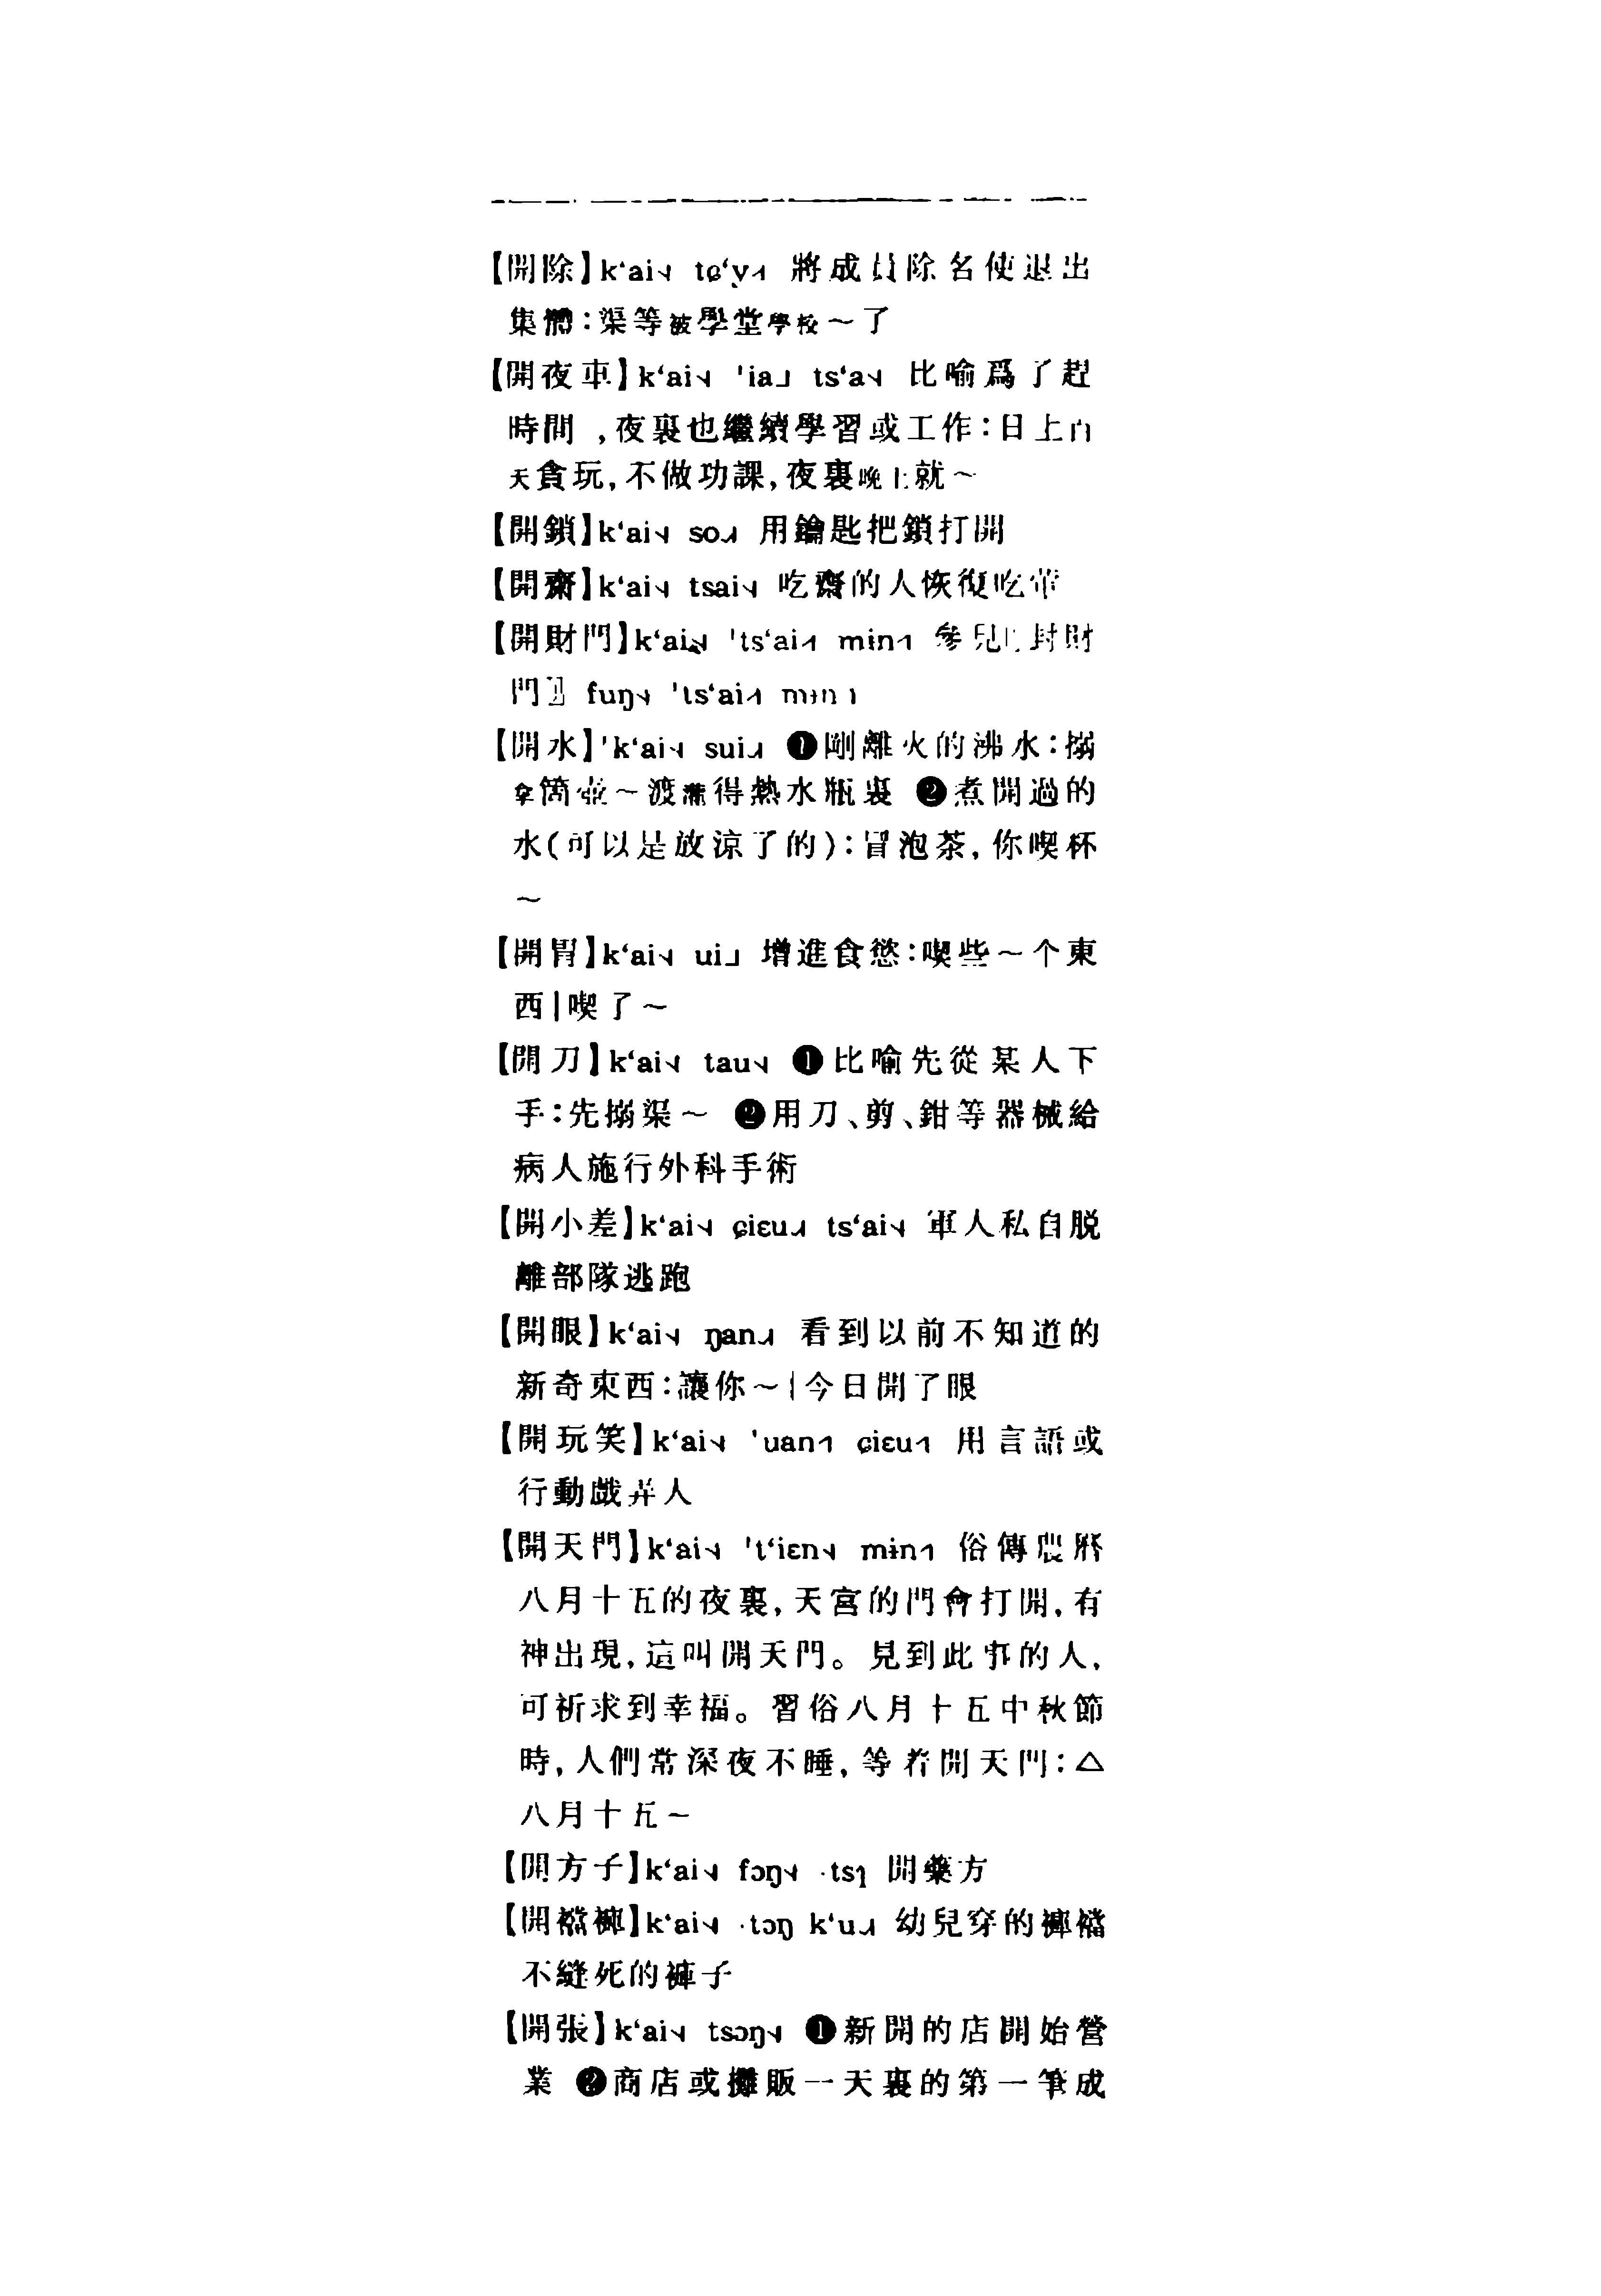 【開除】k‘ai˧˩ tɕ‘y˩˧ 將成員除名使退出
集體：渠等被學堂學校～了
【開夜車】k‘ai˧˩ 'ia˩ ts‘a˧˩ 比喻爲了趕
時間，夜裏也繼續學習或工作：日上白
天貪玩，不做功課，夜裏晚上就～
【開鎖】k‘ai˧˩ so˩˧ 用鑰匙把鎖打開
【開齋】k‘ai˧˩ tsai˧˩ 吃齋的人恢復吃葷
【開財門】k‘ai˧˩ 'ts‘ai˩˧ mɨn˧˥ 參見〖封財
門〗 fuŋ˧˩ 'ts‘ai˩˧ mɨn˧˥
【開水】'k‘ai˧˩ sui˩˧ ❶剛離火的沸水：搦
拿箇壺～渡灌得熱水瓶裏 ❷煮開過的
水（可以是放涼了的）：冒泡茶，你喫杯
～
【開胃】k‘ai˧˩ ui˩ 增進食慾：喫些～个東
西|喫了～
【開刀】k‘ai˧˩ tau˧˩ ❶比喻先從某人下
手：先搦渠～ ❷用刀、剪、鉗等器械給
病人施行外科手術
【開小差】k‘ai˧˩ ɕiɛu˩˧ ts‘ai˧˩ 軍人私自脱
離部隊逃跑
【開眼】k‘ai˧˩ ŋan˩˧ 看到以前不知道的
新奇東西：讓你～|今日開了眼
【開玩笑】k‘ai˧˩ 'uan˧˥ ɕiɛu˧˥ 用言語或
行動戲弄人
【開天門】k‘ai˧˩ 't‘iɛn˧˩ mɨn˧˥ 俗傳農曆
八月十五的夜裏，天宮的門會打開，有
神出現，這叫開天門。見到此事的人，
可祈求到幸福。習俗八月十五中秋節
時，人們常深夜不睡，等着開天門：△
八月十五～
【開方子】k‘ai˧˩ fɔŋ˧˩ ·tsɿ 開藥方
【開襠褲】k‘ai˧˩ ·tɔŋ k‘u˩˧ 幼兒穿的褲襠
不縫死的褲子
【開張】k‘ai˧˩ tsɔŋ˧˩ ❶新開的店開始營
業 ❷商店或攤販一天裏的第一筆成